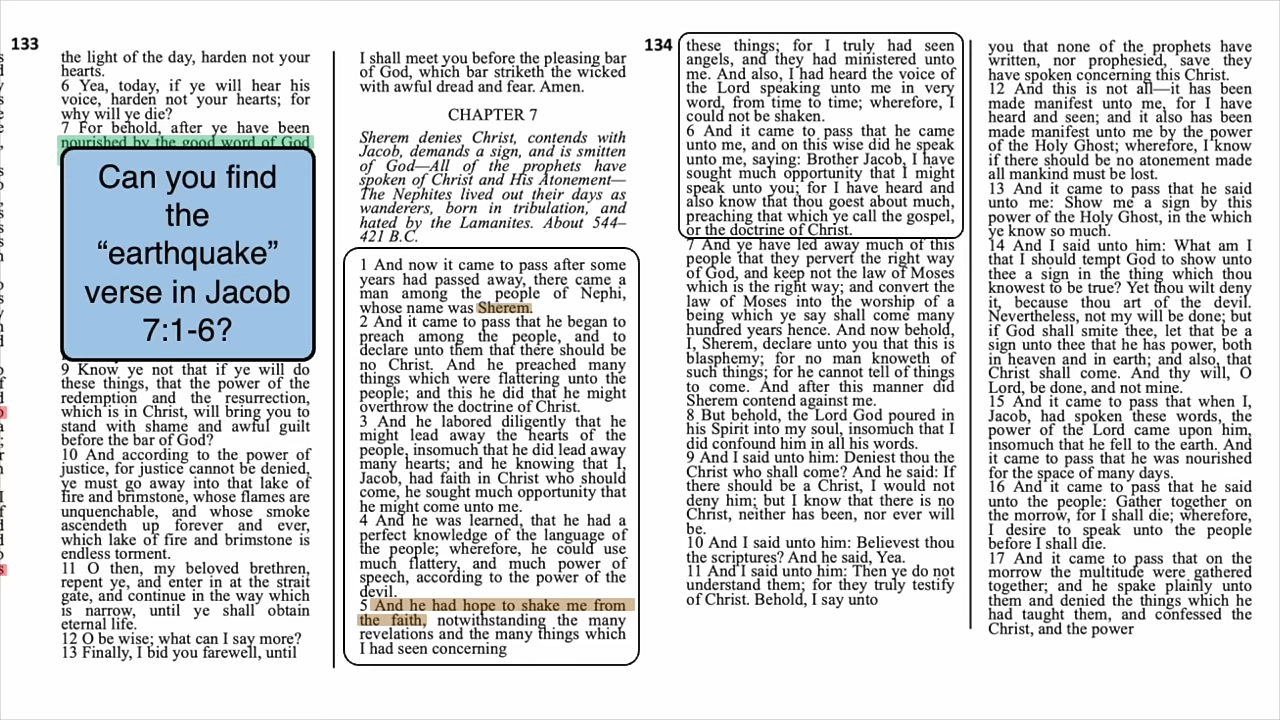 133
the light of the day, harden not your
hearts.
6 Yea, today, if ye will hear his
voice, harden not your hearts; for
why will ye die?
7 For behold, after ye have been
nourished by the good word of God
Can you find
the
“earthquake”
verse in Jacob
7:1-6?
9 Know ye not that if ye will do
these things, that the power of the
redemption and the resurrection,
which is in Christ, will bring you to
stand with shame and awful guilt
before the bar of God?
10 And according to the power of
justice, for justice cannot be denied,
ye must go away into that lake of
fire and brimstone, whose flames are
unquenchable, and whose smoke
ascendeth up forever and ever,
which lake of fire and brimstone is
endless torment.
11 O then, my beloved brethren,
repent ye, and enter in at the strait
gate, and continue in the way which
is narrow, until ye shall obtain
eternal life.
12 O be wise; what can I say more?
13 Finally, I bid you farewell, until
I shall meet you before the pleasing bar
of God, which bar striketh the wicked
with awful dread and fear. Amen.
CHAPTER 7
Sherem denies Christ, contends with
Jacob, demands a sign, and is smitten
of God—All of the prophets have
spoken of Christ and His Atonement—
The Nephites lived out their days as
wanderers, born in tribulation, and
hated by the Lamanites. About 544–
421 B.C.
1 And now it came to pass after some
years had passed away, there came a
man among the people of Nephi,
whose name was Sherem.
2 And it came to pass that he began to
preach among the people, and to
declare unto them that there should be
no Christ. And he preached many
things which were flattering unto the
people; and this he did that he might
overthrow the doctrine of Christ.
3 And he labored diligently that he
might lead away the hearts of the
people, insomuch that he did lead away
many hearts; and he knowing that I,
Jacob, had faith in Christ who should
come, he sought much opportunity that
he might come unto me.
4 And he was learned, that he had a
perfect knowledge of the language of
the people; wherefore, he could use
much flattery, and much power of
speech, according to the power of the
devil.
5 And he had hope to shake me from
the faith, notwithstanding the many
revelations and the many things which
I had seen concerning
134
these things; for I truly had seen
angels, and they had ministered unto
me. And also, I had heard the voice of
the Lord speaking unto me in very
word, from time to time; wherefore, I
could not be shaken.
6 And it came to pass that he came
unto me, and on this wise did he speak
unto me, saying: Brother Jacob, I have
sought much opportunity that I might
speak unto you; for I have heard and
also know that thou goest about much,
preaching that which ye call the gospel,
or the doctrine of Christ.
7 And ye have led away much of this
people that they pervert the right way
of God, and keep not the law of Moses
which is the right way; and convert the
law of Moses into the worship of a
being which ye say shall come many
hundred years hence. And now behold,
I, Sherem, declare unto you that this is
blasphemy; for no man knoweth of
such things; for he cannot tell of things
to come. And after this manner did
Sherem contend against me.
8 But behold, the Lord God poured in
his Spirit into my soul, insomuch that I
did confound him in all his words.
9 And I said unto him: Deniest thou the
Christ who shall come? And he said: If
there should be a Christ, I would not
deny him; but I know that there is no
Christ, neither has been, nor ever will
be.
10 And I said unto him: Believest thou
the scriptures? And he said, Yea.
11 And I said unto him: Then ye do not
understand them; for they truly testify
of Christ. Behold, I say unto
you that none of the prophets have
written, nor prophesied, save they
have spoken concerning this Christ.
12 And this is not all—it has been
made manifest unto me, for I have
heard and seen; and it also has been
made manifest unto me by the power
of the Holy Ghost; wherefore, I know
if there should be no atonement made
all mankind must be lost.
13 And it came to pass that he said
unto me: Show me a sign by this
power of the Holy Ghost, in the which
ye know so much.
14 And I said unto him: What am I
that I should tempt God to show unto
thee a sign in the thing which thou
knowest to be true? Yet thou wilt deny
it, because thou art of the devil.
Nevertheless, not my will be done; but
if God shall smite thee, let that be a
sign unto thee that he has power, both
in heaven and in earth; and also, that
Christ shall come. And thy will, O
Lord, be done, and not mine.
15 And it came to pass that when I,
Jacob, had spoken these words, the
power of the Lord came upon him,
insomuch that he fell to the earth. And
it came to pass that he was nourished
for the space of many days.
16 And it came to pass that he said
unto the people: Gather together on
the morrow, for I shall die; wherefore,
I desire to speak unto the people
before I shall die.
17 And it came to pass that on the
morrow the multitude were gathered
together; and he spake plainly unto
them and denied the things which he
had taught them, and confessed the
Christ, and the power